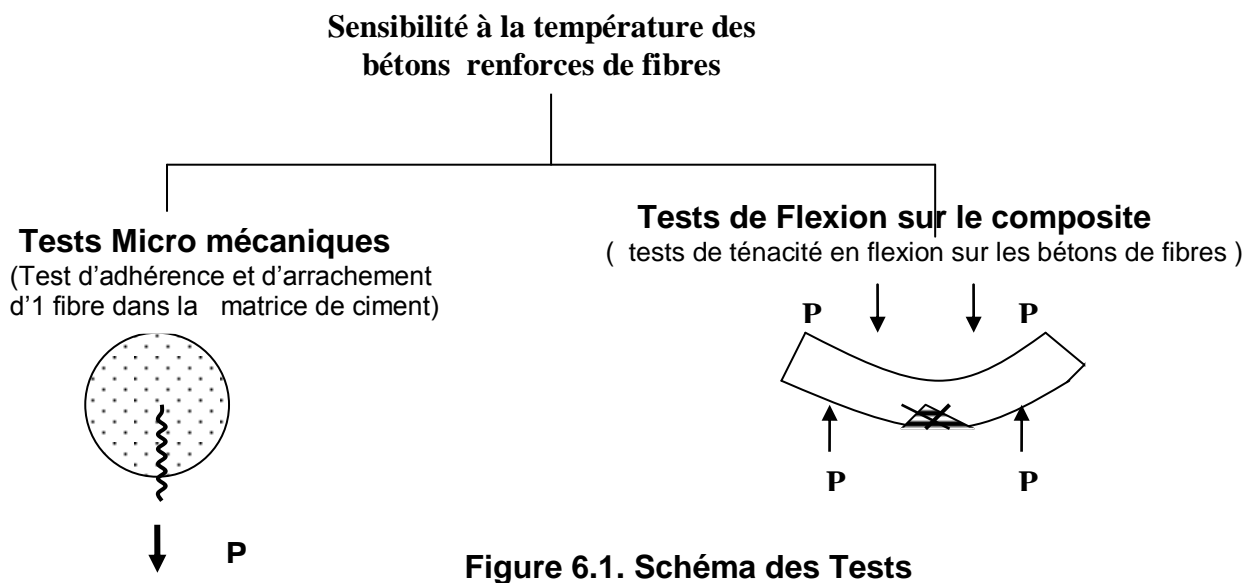 Sensibilité à la température des
bétons renforces de fibres
Tests Micro mécaniques
(Test d'adhérence et d'arrachement
d'1 fibre dans la matrice de ciment)
P
Tests de Flexion sur le composite
( tests de ténacité en flexion sur les bétons de fibres )
P P
P P
Figure 6.1. Schéma des Tests